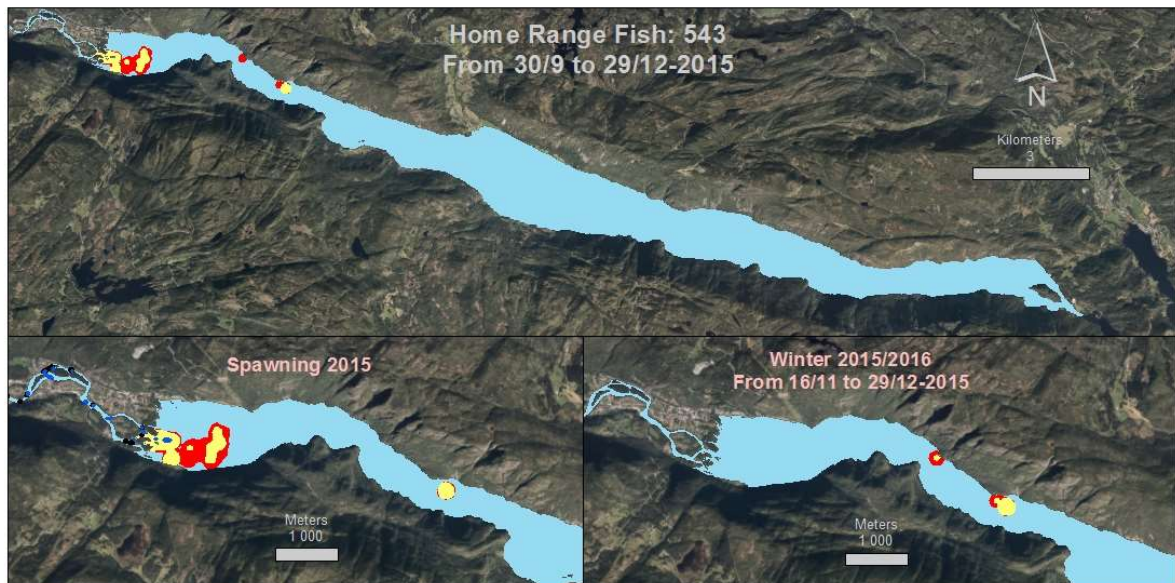 Home Range Fish: 543
From 30/9 to 29/12-2015
N
Kilometers
3
Spawning 2015
Meters
1 000
Winter 2015/2016
From 16/11 to 29/12-2015
Meters
1 000